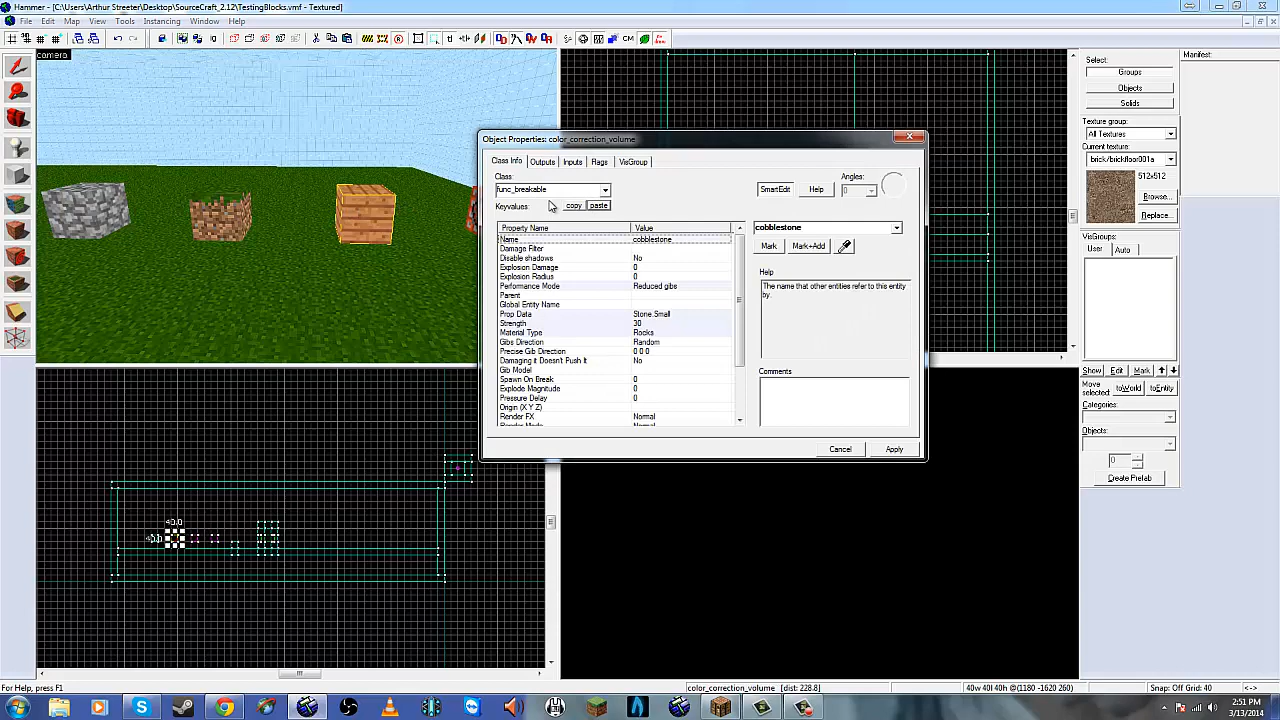 Hammer - [C:\Users\Arthur Streeter\Desktop\SourceCraft_2.12\TestingBlocks.vmf - Textured]
File Edit Map View Tools Instancing Window Help
camera
Object Properties: color_correction_volume
Class Info Outputs Inputs Flags VisGroup
Class:
func_breakable
Keyvalues: copy paste
SmartEdit Help
Angles:
0
Property Name Value
Name cobblestone
Damage Filter
Disable shadows No
Explosion Damage 0
Explosion Radius 0
Performance Mode Reduced gibs
Parent
Global Entity Name
Prop Data Stone.Small
Strength 30
Material Type Rocks
Gibs Direction Random
Precise Gib Direction 0 0 0
Damaging it Doesn't Push It No
Gib Model
Spawn On Break 0
Explode Magnitude 0
Pressure Delay 0
Origin (X Y Z)
Render FX Normal
Render Mode Normal
cobblestone
Mark Mark+Add
Help
The name that other entities refer to this entity
by.
Comments
Cancel Apply
40.0
40.0
Select:
Groups
Objects
Solids
Texture group:
All Textures
Current texture:
brick/brickfloor001a
512x512
Browse...
Replace...
VisGroups:
User Auto
Show Edit Mark
Move
selected:
toWorld toEntity
Categories:
Objects:
0
Create Prefab
Manifest:
For Help, press F1
color_correction_volume [dist: 228.8]
40w 40l 40h @(1180 -1620 260)
Snap: Off Grid: 40
<->
2:51 PM
3/13/2014